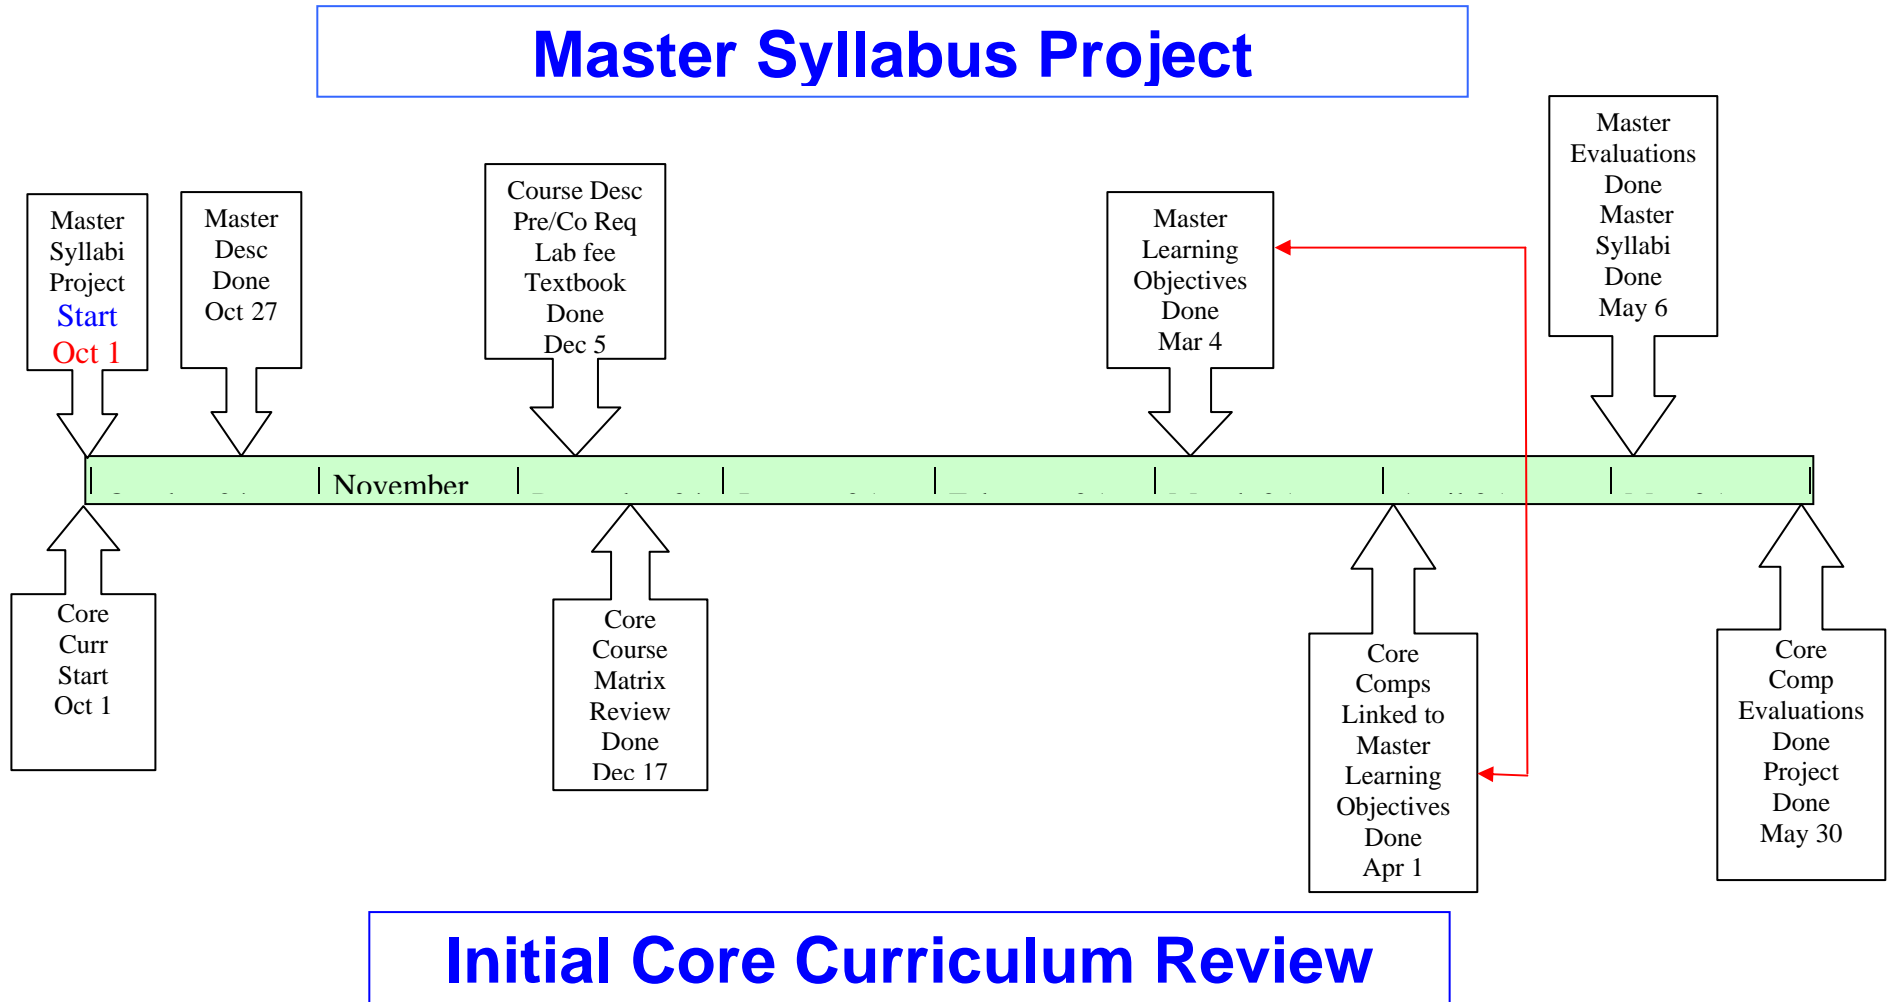 Master Syllabus Project
Master
Syllabi
Project
Start
Oct 1
Master
Desc
Done
Oct 27
Course Desc
Pre/Co Req
Lab fee
Textbook
Done
Dec 5
Master
Learning
Objectives
Done
Mar 4
Master
Evaluations
Done
Master
Syllabi
Done
May 6
November
Core
Curr
Start
Oct 1
Core
Course
Matrix
Review
Done
Dec 17
Core
Comps
Linked to
Master
Learning
Objectives
Done
Apr 1
Core
Comp
Evaluations
Done
Project
Done
May 30
Initial Core Curriculum Review